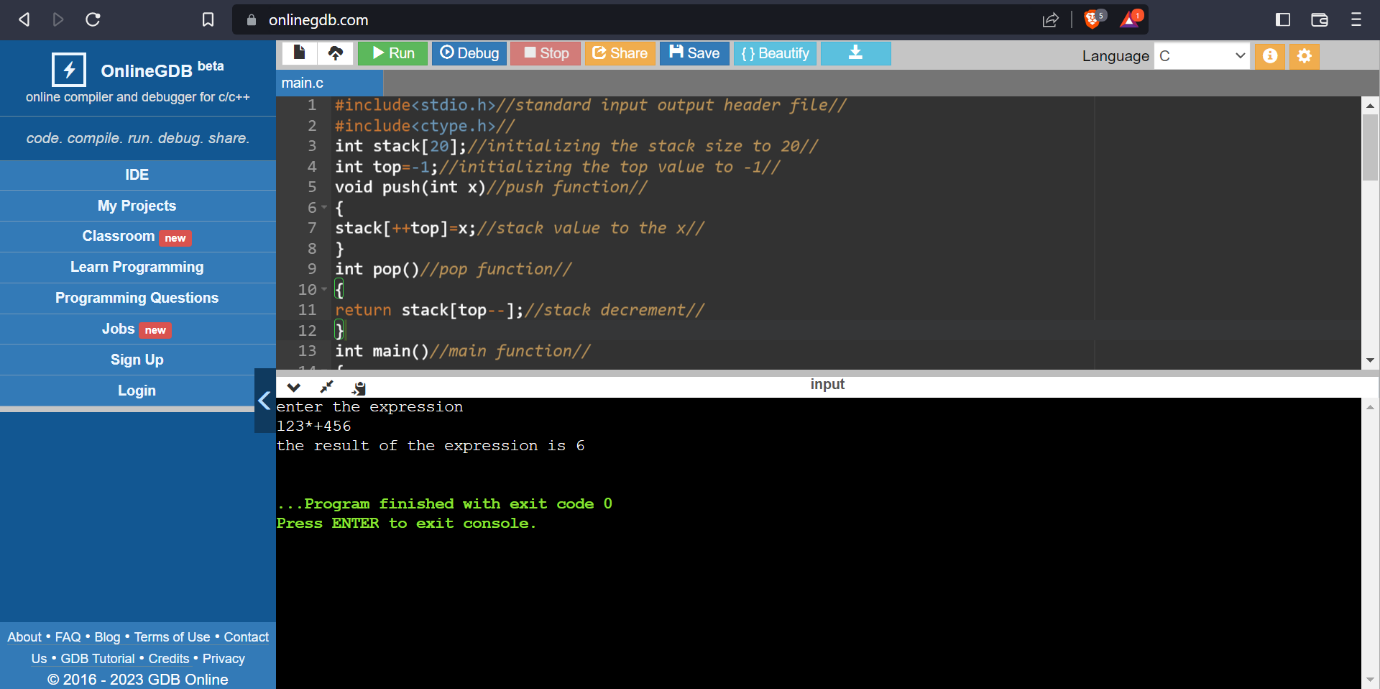 onlinegdb.com
5
1
OnlineGDB beta
online compiler and debugger for c/c++
code. compile. run. debug. share.
IDE
My Projects
Classroom new
Learn Programming
Programming Questions
Jobs new
Sign Up
Login
About • FAQ • Blog • Terms of Use • Contact
Us • GDB Tutorial • Credits • Privacy
© 2016 - 2023 GDB Online
Run Debug Stop Share Save { } Beautify
Language C
main.c
1 #include<stdio.h>//standard input output header file//
2 #include<ctype.h>//
3 int stack[20];//initializing the stack size to 20//
4 int top=-1;//initializing the top value to -1//
5 void push(int x)//push function//
6 {
7 stack[++top]=x;//stack value to the x//
8 }
9 int pop()//pop function//
10 {
11 return stack[top--];//stack decrement//
12 }
13 int main()//main function//
14 {
input
enter the expression
123*+456
the result of the expression is 6
...Program finished with exit code 0
Press ENTER to exit console.